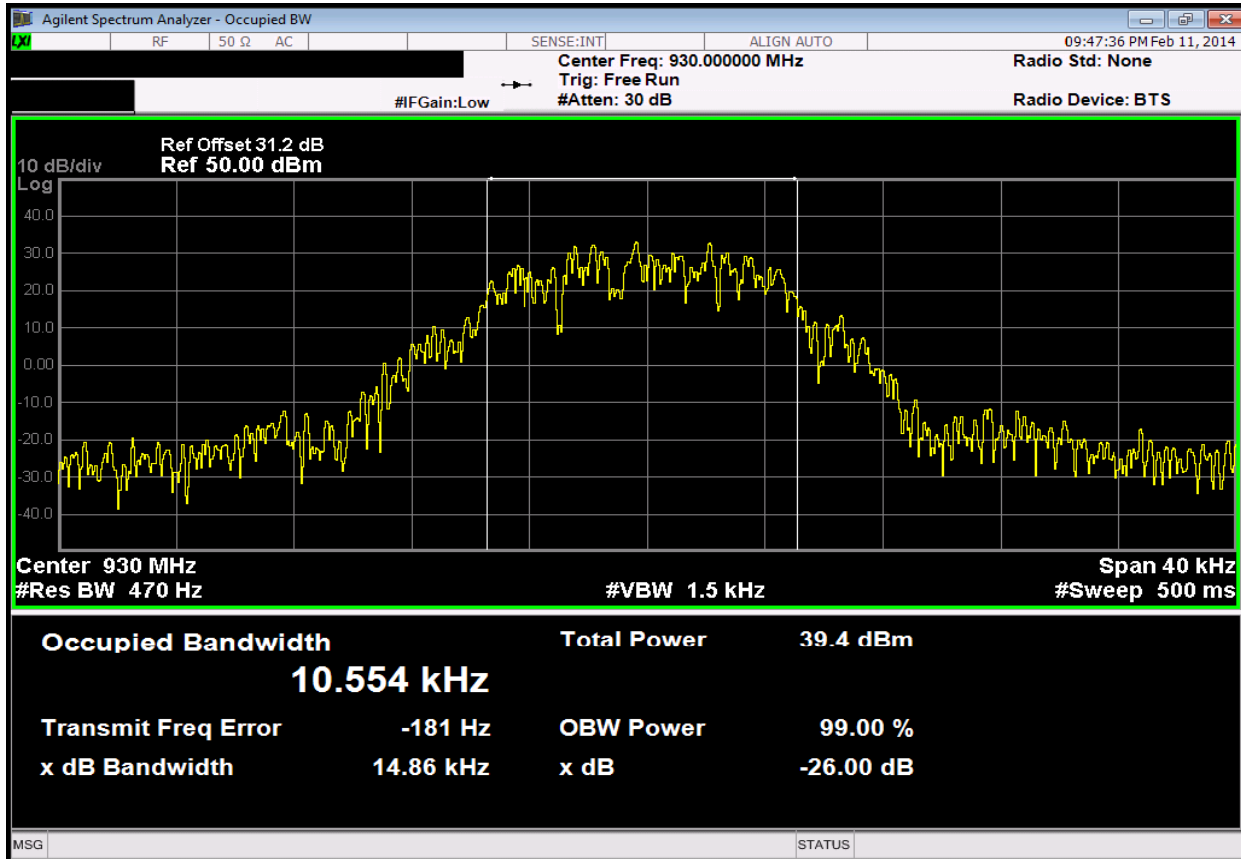 Agilent Spectrum Analyzer - Occupied BW
LXI RF 50 Ω AC SENSE:INT ALIGN AUTO 09:47:36 PM Feb 11, 2014
Center Freq: 930.000000 MHz Radio Std: None
Trig: Free Run
#IFGain:Low #Atten: 30 dB Radio Device: BTS
Ref Offset 31.2 dB
10 dB/div Ref 50.00 dBm
Log
40.0
30.0
20.0
10.0
0.00
-10.0
-20.0
-30.0
-40.0
Center 930 MHz Span 40 kHz
#Res BW 470 Hz #VBW 1.5 kHz #Sweep 500 ms
Occupied Bandwidth Total Power 39.4 dBm
10.554 kHz
Transmit Freq Error -181 Hz OBW Power 99.00 %
x dB Bandwidth 14.86 kHz x dB -26.00 dB
MSG STATUS